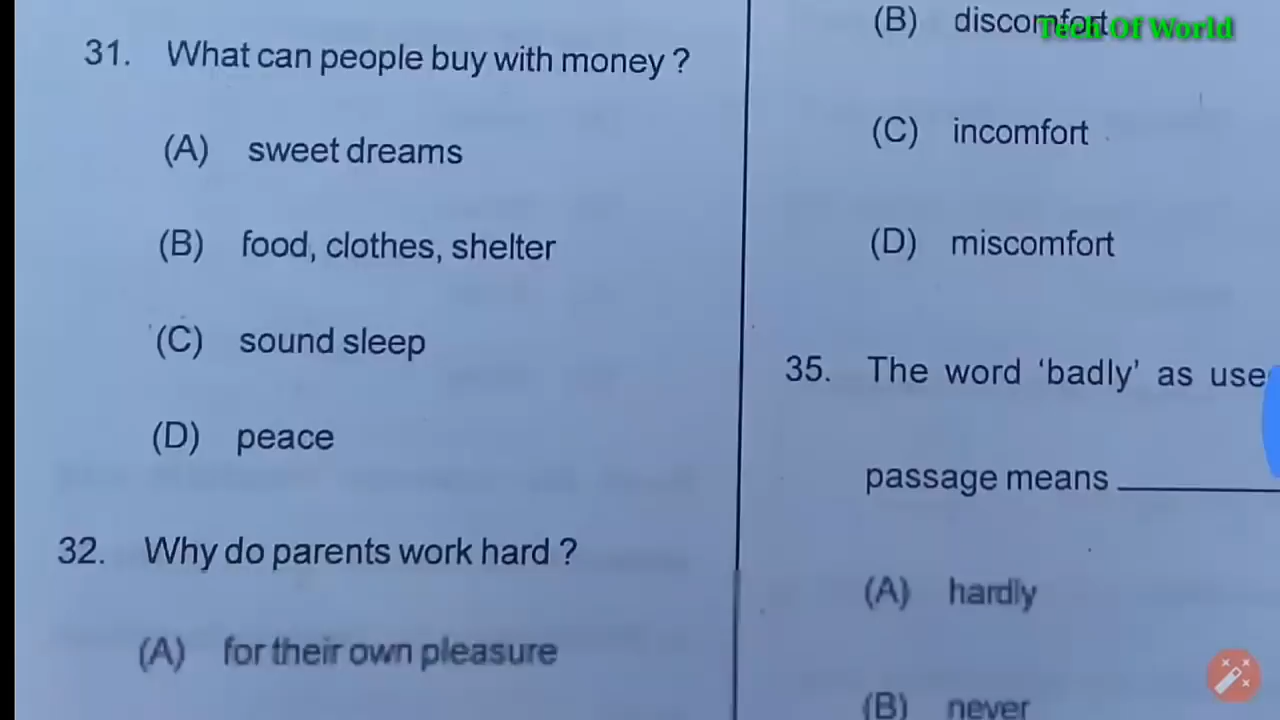 31. What can people buy with money ?
(A) sweet dreams
(B) food, clothes, shelter
(C) sound sleep
(D) peace
32. Why do parents work hard ?
(A) for their own pleasure
(B) discomfort
Tech Of World
(C) incomfort
(D) miscomfort
35. The word ‘badly’ as use
passage means
(A) hardly
(B) never